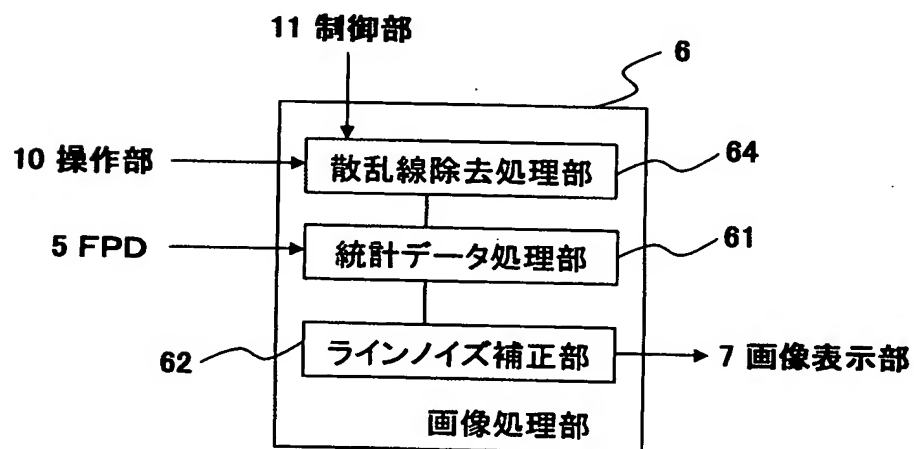 11 制御部
6
10 操作部
散乱線除去処理部
64
5 FPD
統計データ処理部
61
62
ラインノイズ補正部
7 画像表示部
画像処理部